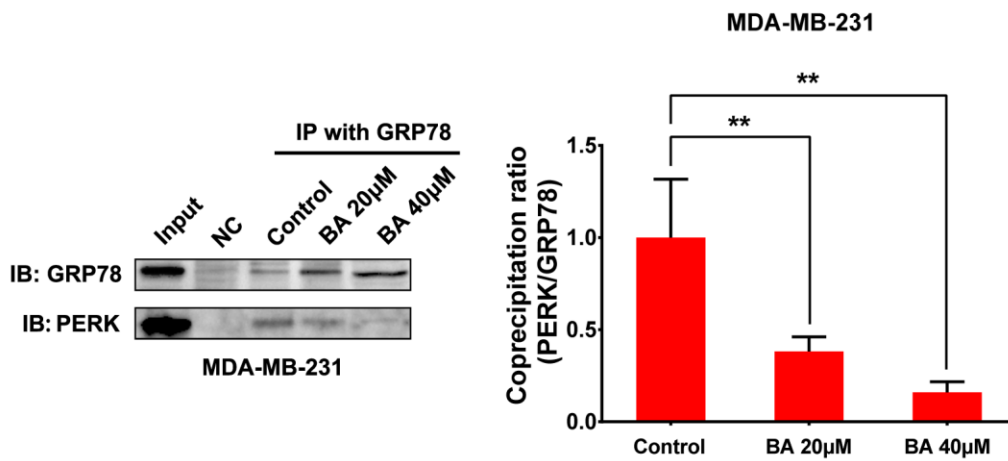 IP with GRP78
Input
NC
Control
BA 20μM
BA 40μM
IB: GRP78
IB: PERK
MDA-MB-231
MDA-MB-231
**
**
Coprecipitation ratio
(PERK/GRP78)
1.5
1.0
0.5
0.0
Control
BA 20μM
BA 40μM